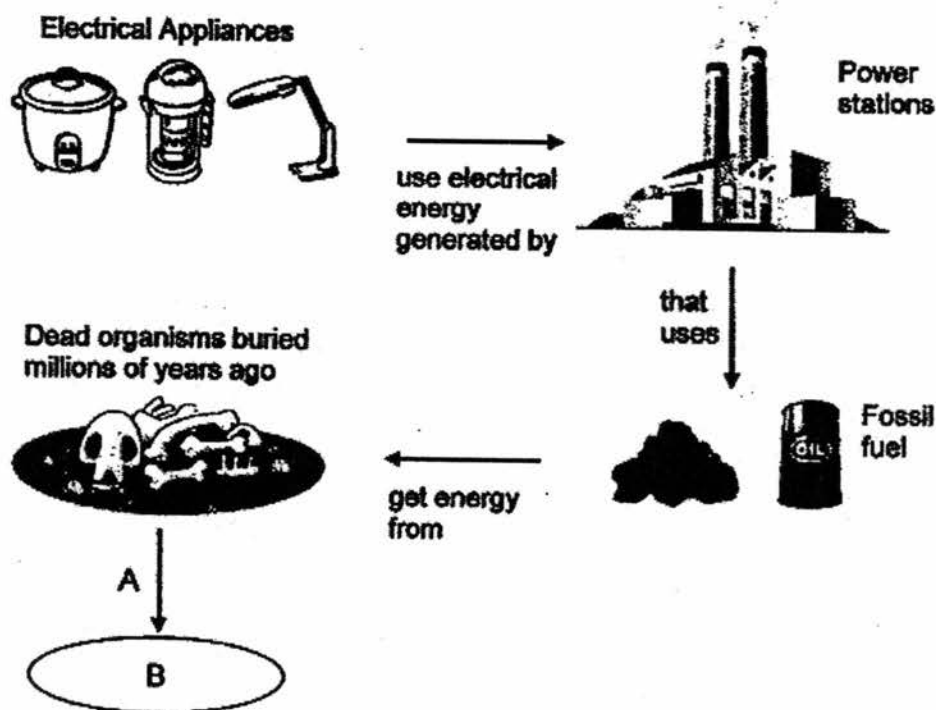 Electrical Appliances
Power
stations
use electrical
energy
generated by
that
uses
Dead organisms buried
millions of years ago
Fossil
fuel
OIL
get energy
from
A
B